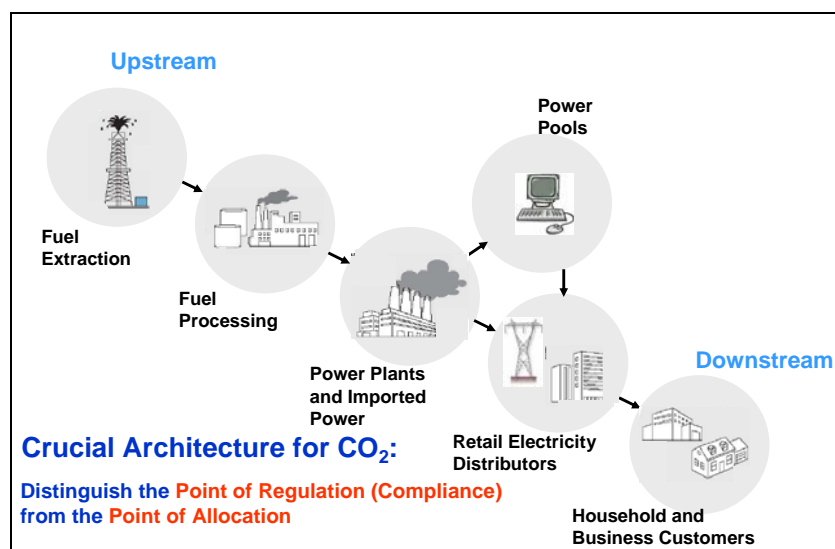 Upstream
Power
Pools
Fuel
Extraction
Fuel
Processing
Downstream
Power Plants
and Imported
Power
Retail Electricity
Distributors
Crucial Architecture for CO₂:
Distinguish the Point of Regulation (Compliance)
from the Point of Allocation
Household and
Business Customers